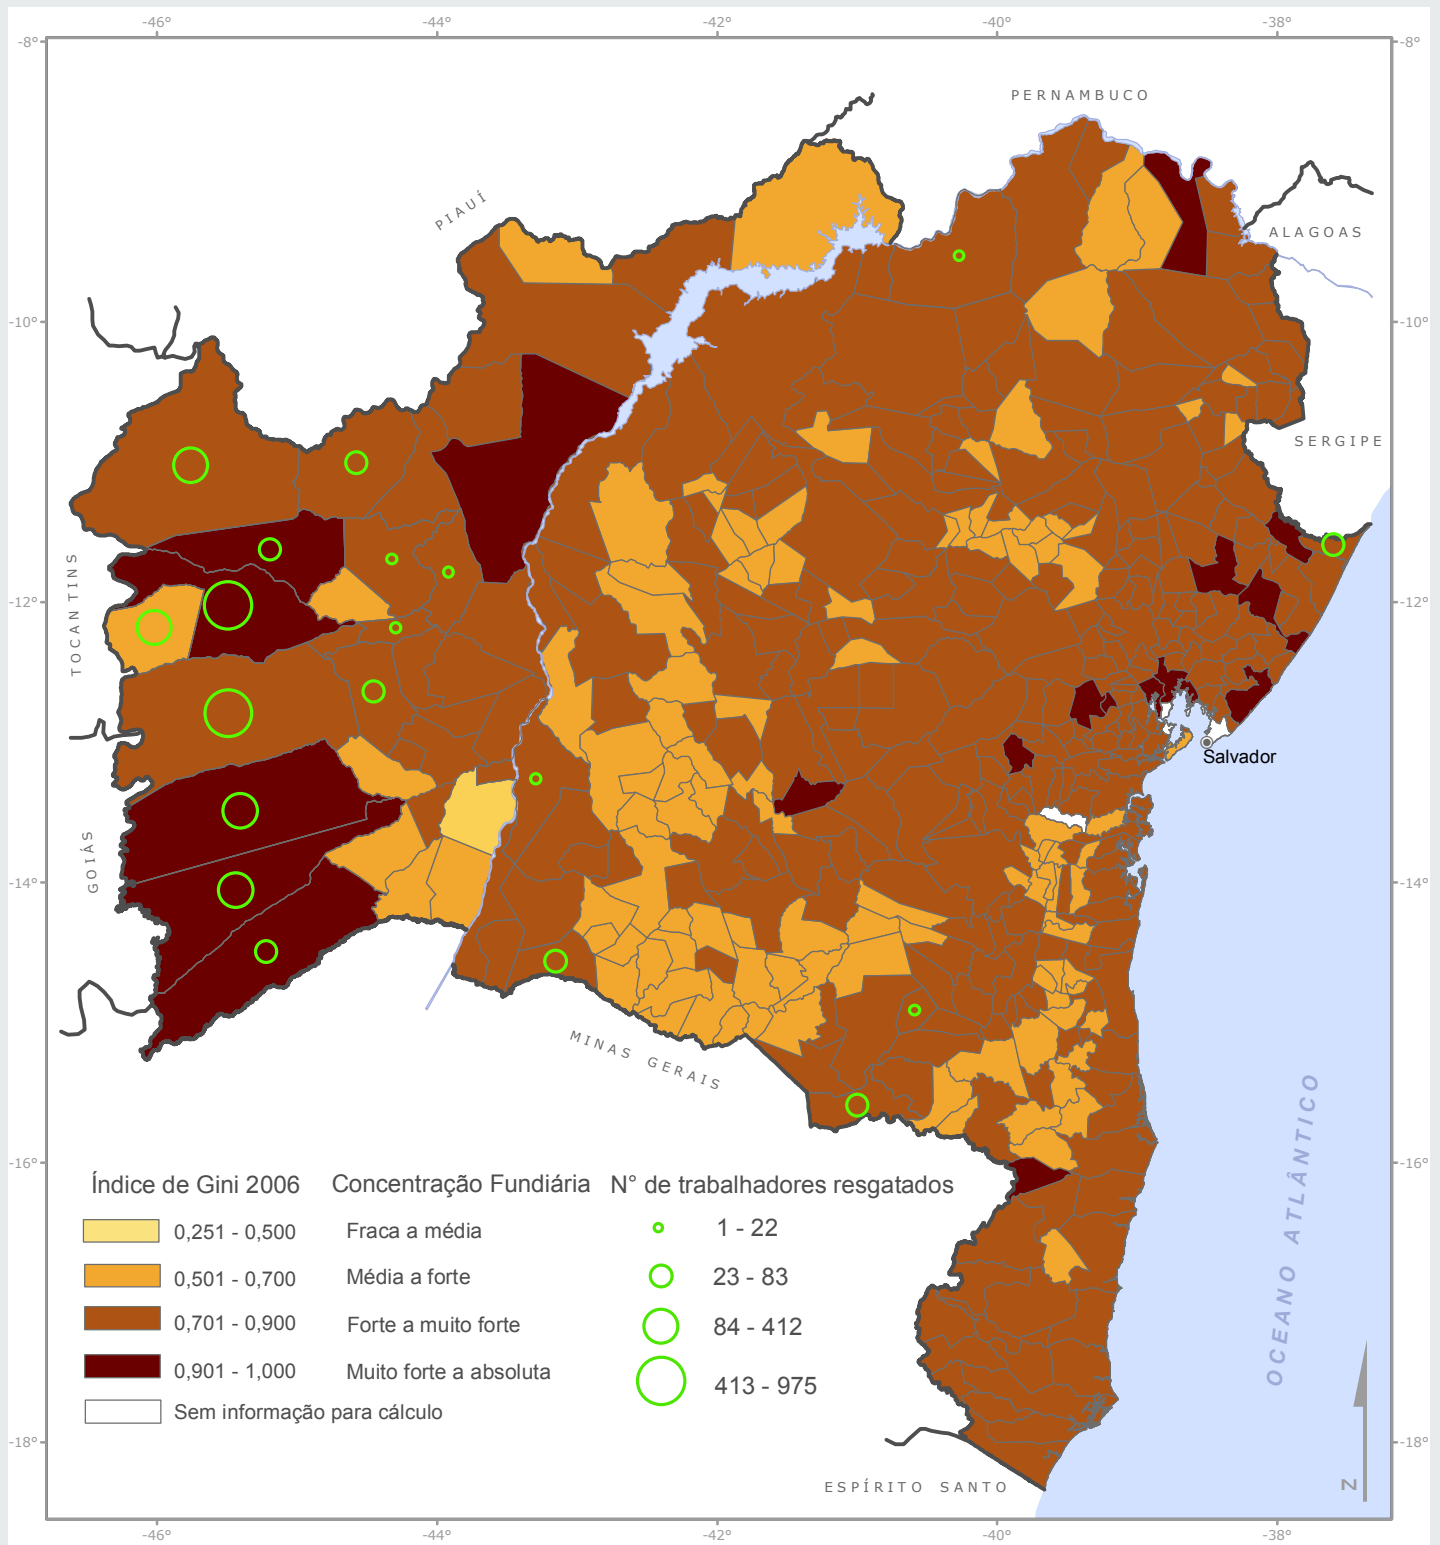 -46° -44° -42° -40° -38°
-8° -8°
PERNAMBUCO
PIAUÍ
ALAGOAS
-10° -10°
SERGIPE
TOCANTINS
-12° -12°
Salvador
GOIÁS
-14° -14°
MINAS GERAIS
OCEANO ATLÂNTICO
-16° -16°
Índice de Gini 2006 Concentração Fundiária N° de trabalhadores resgatados
0,251 - 0,500 Fraca a média 1 - 22
0,501 - 0,700 Média a forte 23 - 83
0,701 - 0,900 Forte a muito forte 84 - 412
0,901 - 1,000 Muito forte a absoluta 413 - 975
Sem informação para cálculo
-18° -18°
ESPÍRITO SANTO
N
-46° -44° -42° -40° -38°